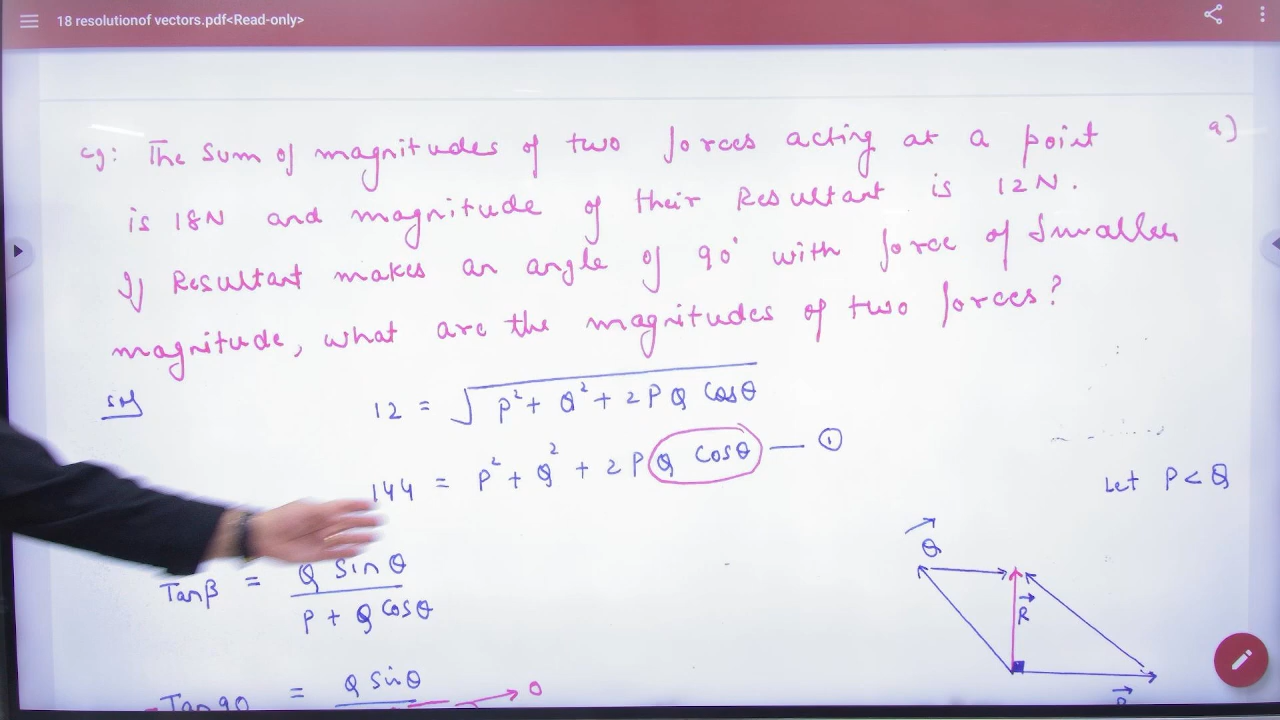 18 resolutionof vectors.pdf<Read-only>
eg: The Sum of magnitudes of two forces acting at a point
a)
is 18N and magnitude of their Resultant is 12N.
If Resultant makes an angle of 90° with force of Smaller
magnitude, what are the magnitudes of two forces?
Sol
12 = √P² + Q² + 2PQ Cosθ
144 = P² + Q² + 2PQ Cosθ — ①
Let P < Q
Tanβ = Q Sinθ
P + Q Cosθ
Q
R
Tan90 = Q Sinθ
0